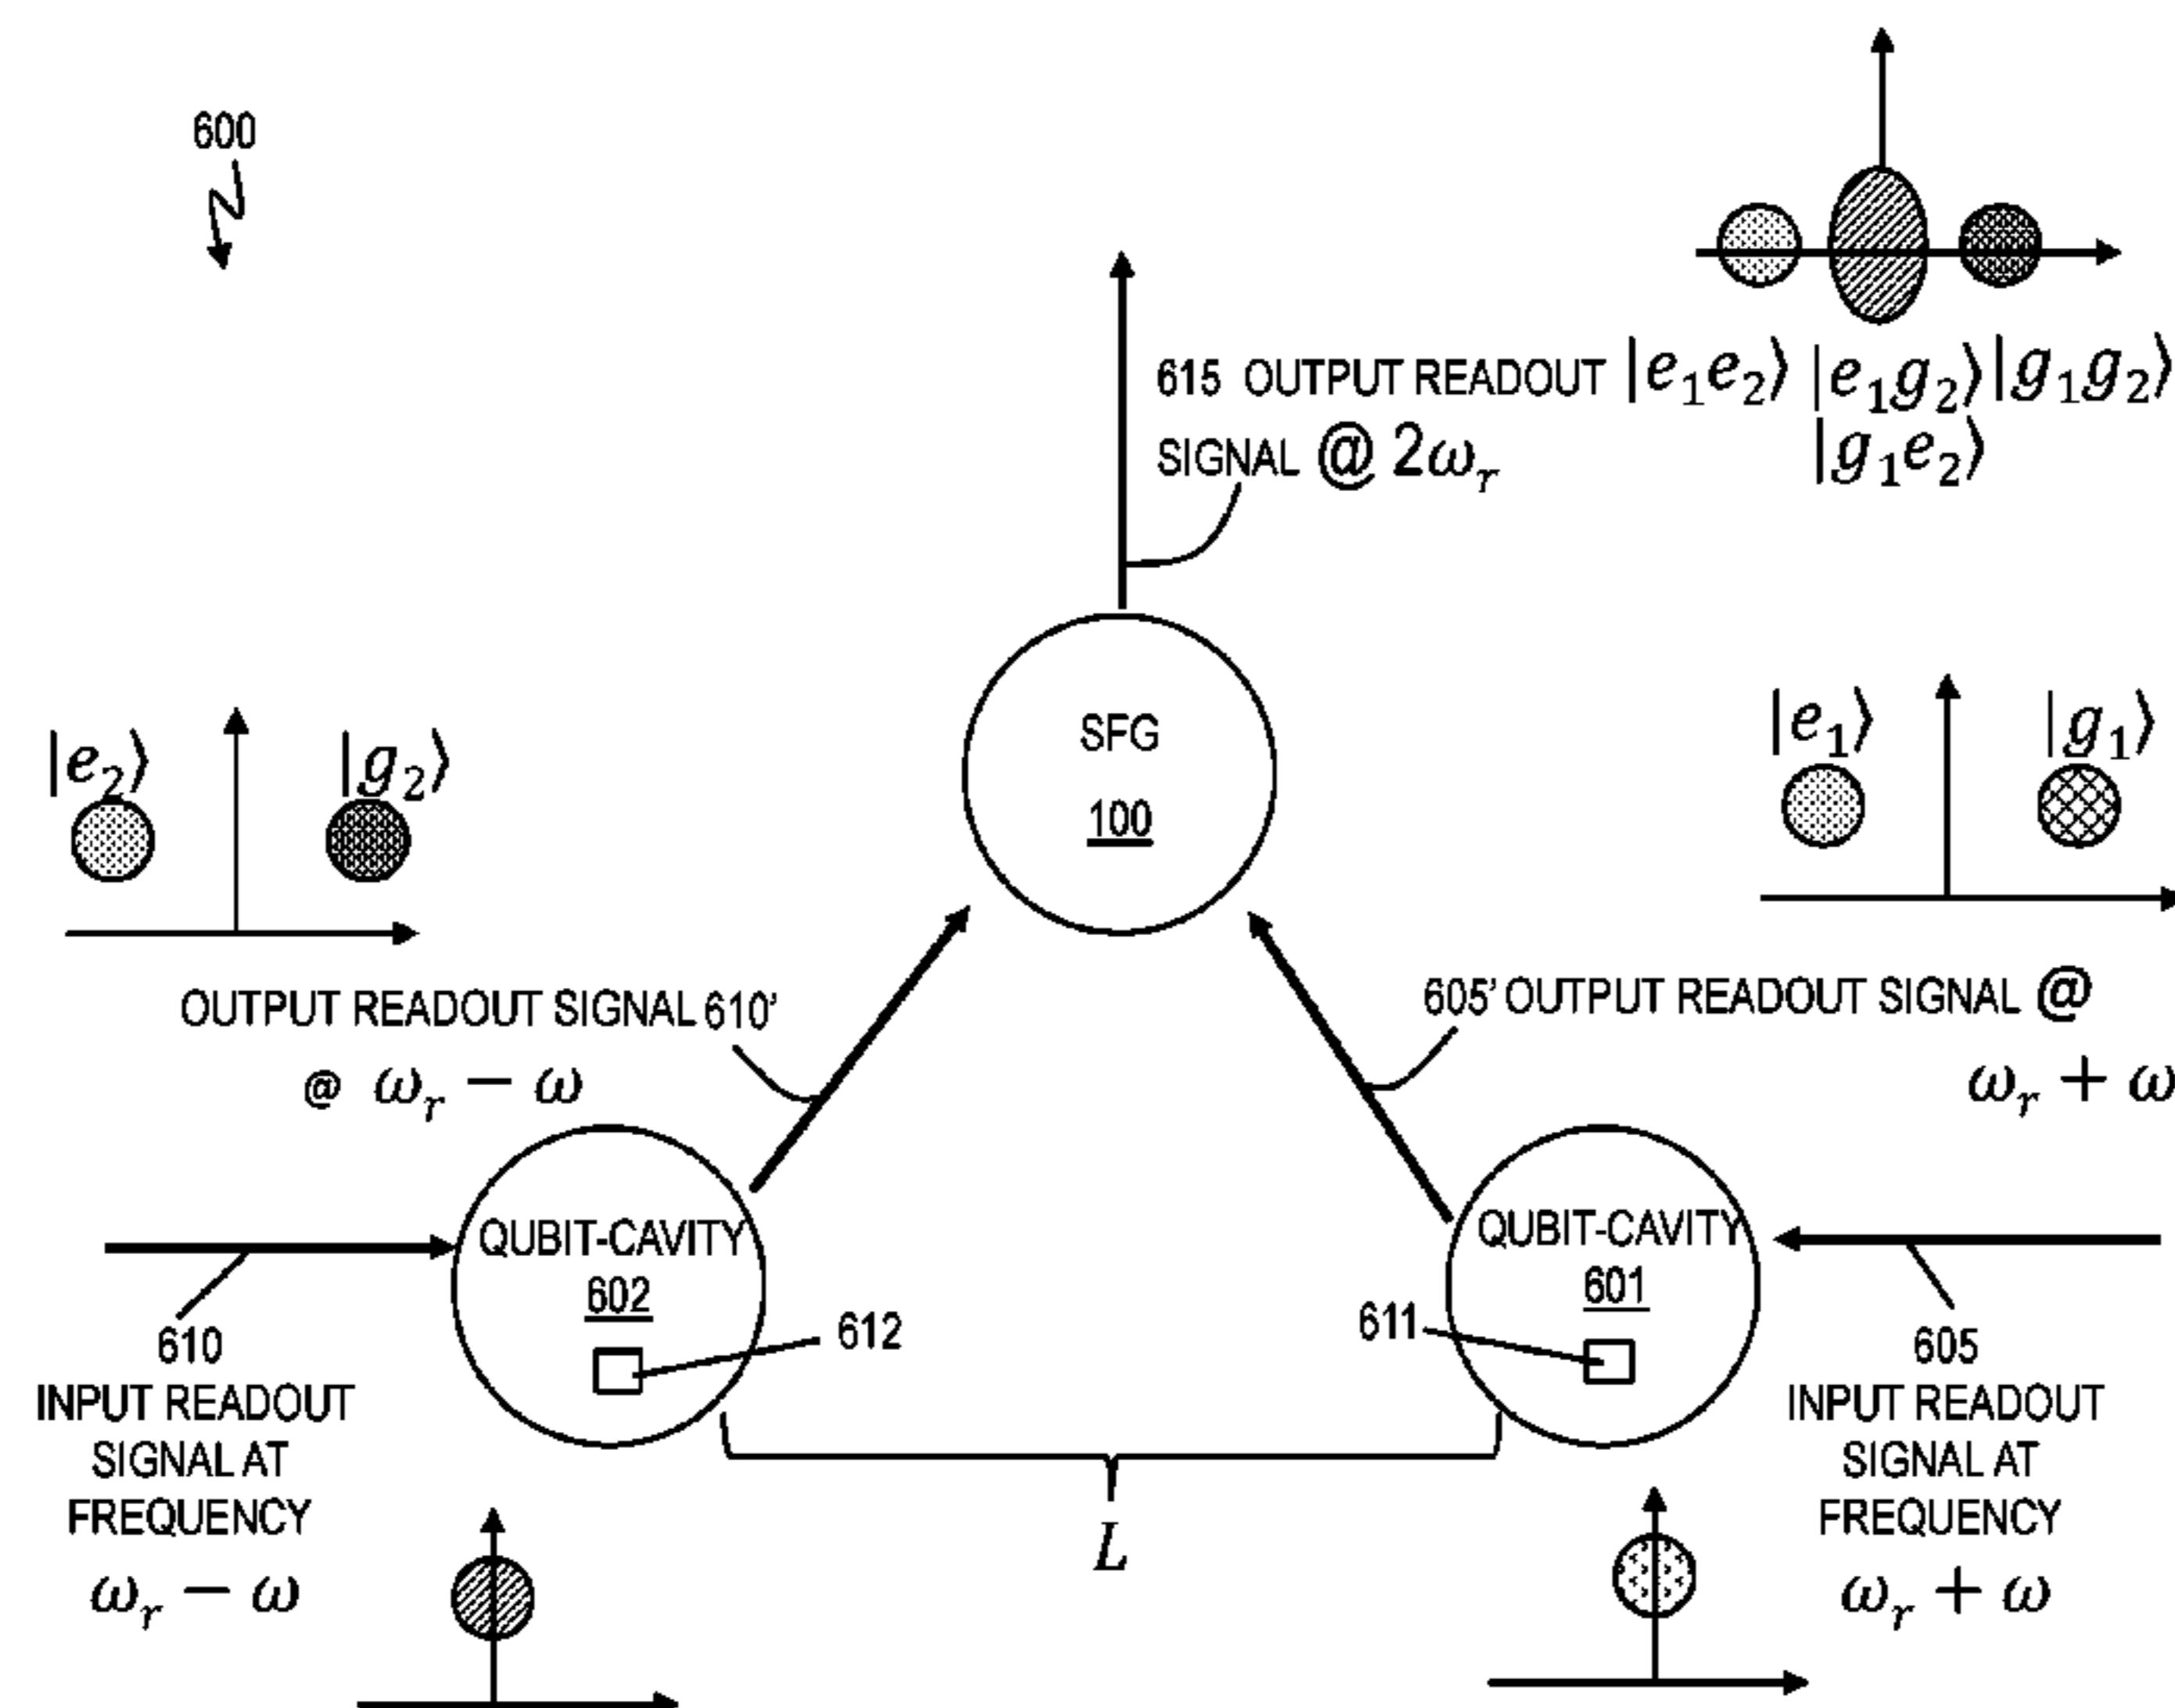 600
615 OUTPUT READOUT
SIGNAL @ 2ω_r
|e₁e₂⟩ |e₁g₂⟩ |g₁g₂⟩
|g₁e₂⟩
SFG
100
|e₂⟩ |g₂⟩
|e₁⟩ |g₁⟩
OUTPUT READOUT SIGNAL 610'
@ ω_r − ω
605' OUTPUT READOUT SIGNAL @
ω_r + ω
QUBIT-CAVITY
602
612
QUBIT-CAVITY
601
611
610
INPUT READOUT
SIGNAL AT
FREQUENCY
ω_r − ω
605
INPUT READOUT
SIGNAL AT
FREQUENCY
ω_r + ω
L